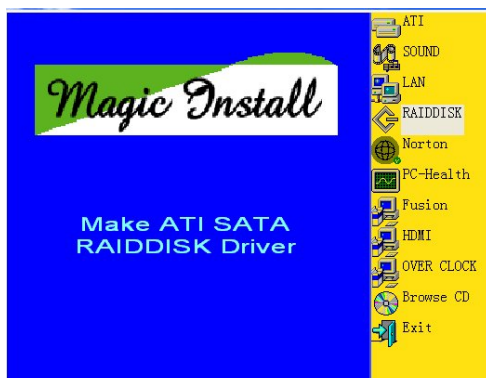 Magic Install
Make ATI SATA
RAIDDISK Driver
ATI
SOUND
LAN
RAIDDISK
Norton
PC-Health
Fusion
HDMI
OVER CLOCK
Browse CD
Exit